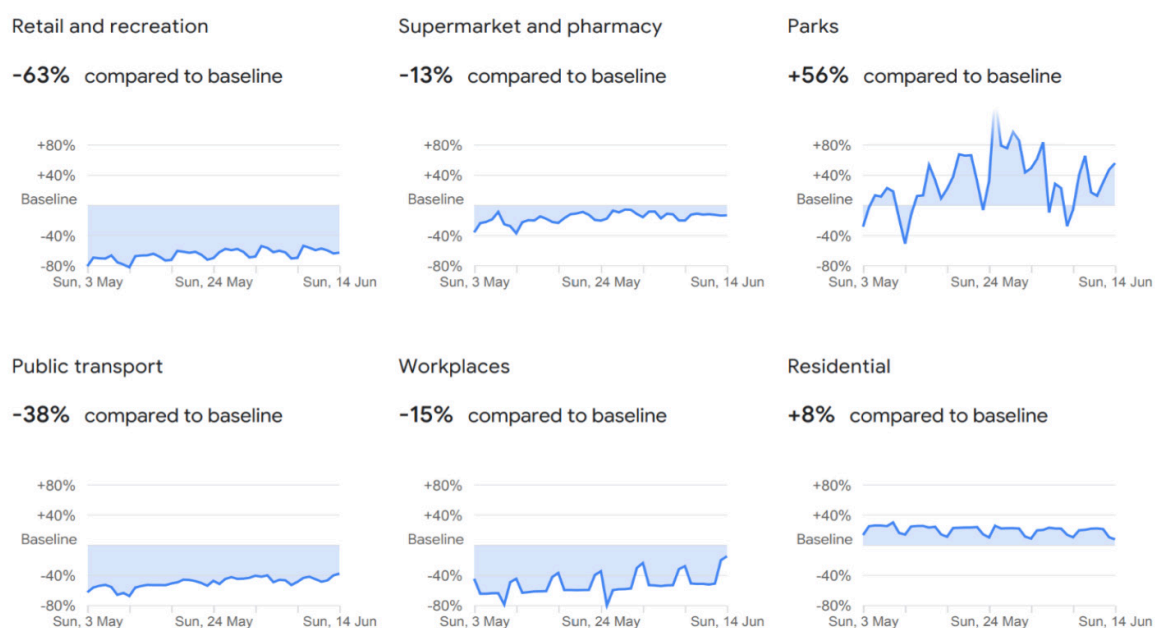 Retail and recreation
-63% compared to baseline
+80%
+40%
Baseline
-40%
-80%
Sun, 3 May
Sun, 24 May
Sun, 14 Jun
Supermarket and pharmacy
-13% compared to baseline
+80%
+40%
Baseline
-40%
-80%
Sun, 3 May
Sun, 24 May
Sun, 14 Jun
Parks
+56% compared to baseline
+80%
+40%
Baseline
-40%
-80%
Sun, 3 May
Sun, 24 May
Sun, 14 Jun
Public transport
-38% compared to baseline
+80%
+40%
Baseline
-40%
-80%
Sun, 3 May
Sun, 24 May
Sun, 14 Jun
Workplaces
-15% compared to baseline
+80%
+40%
Baseline
-40%
-80%
Sun, 3 May
Sun, 24 May
Sun, 14 Jun
Residential
+8% compared to baseline
+80%
+40%
Baseline
-40%
-80%
Sun, 3 May
Sun, 24 May
Sun, 14 Jun